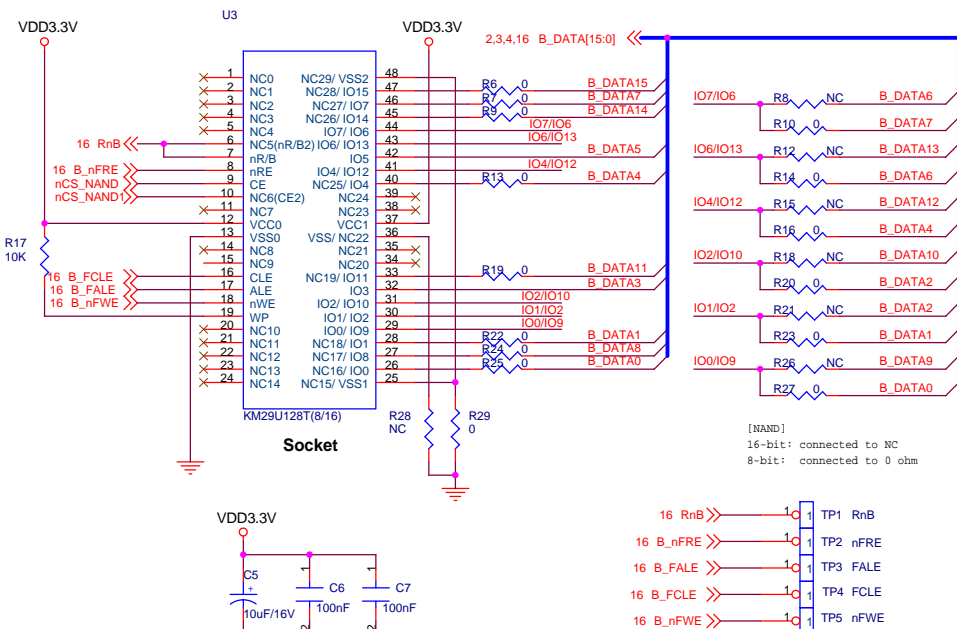 U3
VDD3.3V
VDD3.3V
2,3,4,16 B_DATA[15:0]
1 NC0 NC29/ VSS2 48
2 NC1 NC28/ IO15 47 R6 0 B_DATA15
3 NC2 NC27/ IO7 46 R7 0 B_DATA7
4 NC3 NC26/ IO14 45 R9 0 B_DATA14
5 NC4 IO7/ IO6 44 IO7/IO6
16 RnB 6 NC5(nR/B2) IO6/ IO13 43 IO6/IO13
7 nR/B IO5 42 B_DATA5
16 B_nFRE 8 nRE IO4/ IO12 41 IO4/IO12
nCS_NAND 9 CE NC25/ IO4 40 R13 0 B_DATA4
nCS_NAND1 10 NC6(CE2) NC24 39
11 NC7 NC23 38
12 VCC0 VCC1 37
13 VSS0 VSS/ NC22 36
14 NC8 NC21 35
15 NC9 NC20 34
16 B_FCLE 16 CLE NC19/ IO11 33 R19 0 B_DATA11
16 B_FALE 17 ALE IO3 32 B_DATA3
16 B_nFWE 18 nWE IO2/ IO10 31 IO2/IO10
19 WP IO1/ IO2 30 IO1/IO2
20 NC10 IO0/ IO9 29 IO0/IO9
21 NC11 NC18/ IO1 28 R22 0 B_DATA1
22 NC12 NC17/ IO8 27 R24 0 B_DATA8
23 NC13 NC16/ IO0 26 R25 0 B_DATA0
24 NC14 NC15/ VSS1 25
R17
10K
KM29U128T(8/16)
Socket
R28
NC
R29
0
IO7/IO6 R8 NC B_DATA6
R10 0 B_DATA7
IO6/IO13 R12 NC B_DATA13
R14 0 B_DATA6
IO4/IO12 R15 NC B_DATA12
R16 0 B_DATA4
IO2/IO10 R18 NC B_DATA10
R20 0 B_DATA2
IO1/IO2 R21 NC B_DATA2
R23 0 B_DATA1
IO0/IO9 R26 NC B_DATA9
R27 0 B_DATA0
[NAND]
16-bit: connected to NC
8-bit: connected to 0 ohm
VDD3.3V
C5
+
10uF/16V
1
C6
100nF
2
1
C7
100nF
2
16 RnB 1 1 TP1 RnB
16 B_nFRE 1 1 TP2 nFRE
16 B_FALE 1 1 TP3 FALE
16 B_FCLE 1 1 TP4 FCLE
16 B_nFWE 1 1 TP5 nFWE